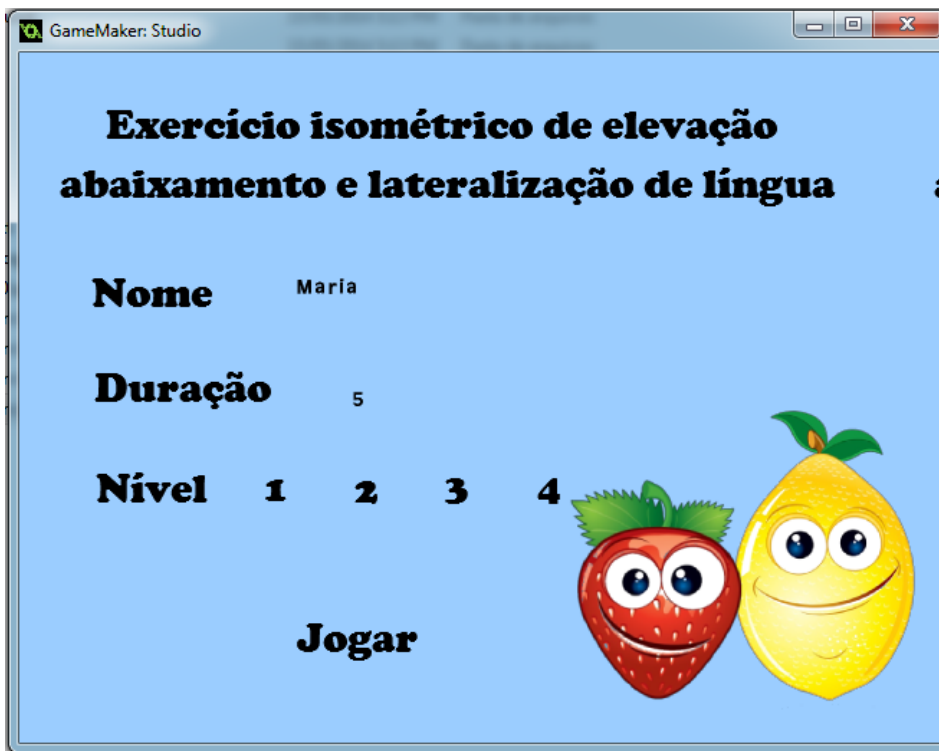 GameMaker: Studio
Exercício isométrico de elevação
abaixamento e lateralização de língua
Nome Maria
Duração 5
Nível 1 2 3 4
Jogar